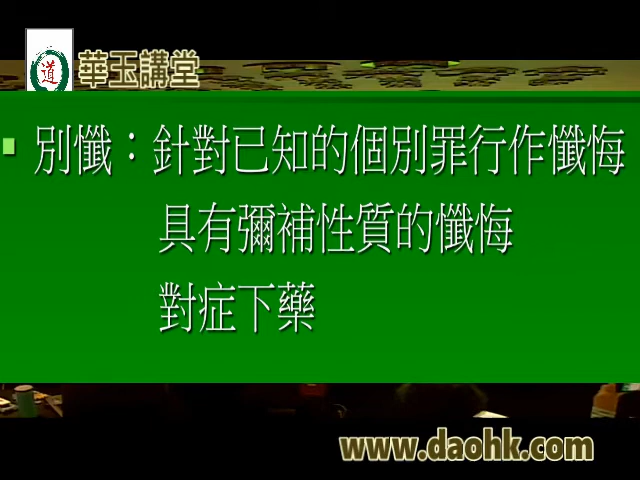 道
華玉講堂
別懺：針對已知的個別罪行作懺悔
具有彌補性質的懺悔
對症下藥
www.daohk.com